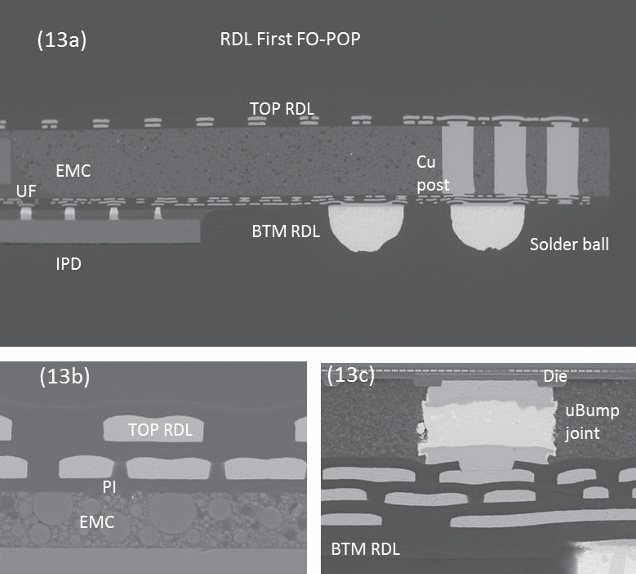 (13a)
RDL First FO-POP
TOP RDL
EMC
Cu
post
UF
BTM RDL
Solder ball
IPD
(13b)
TOP RDL
PI
EMC
(13c)
Die
uBump
joint
BTM RDL